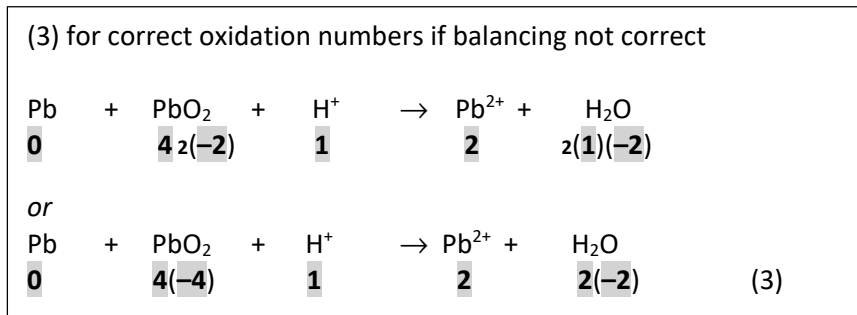 (3) for correct oxidation numbers if balancing not correct
Pb + PbO₂ + H⁺ → Pb²⁺ + H₂O
0 4 2(–2) 1 2 2(1)(–2)
or
Pb + PbO₂ + H⁺ → Pb²⁺ + H₂O
0 4(–4) 1 2 2(–2) (3)